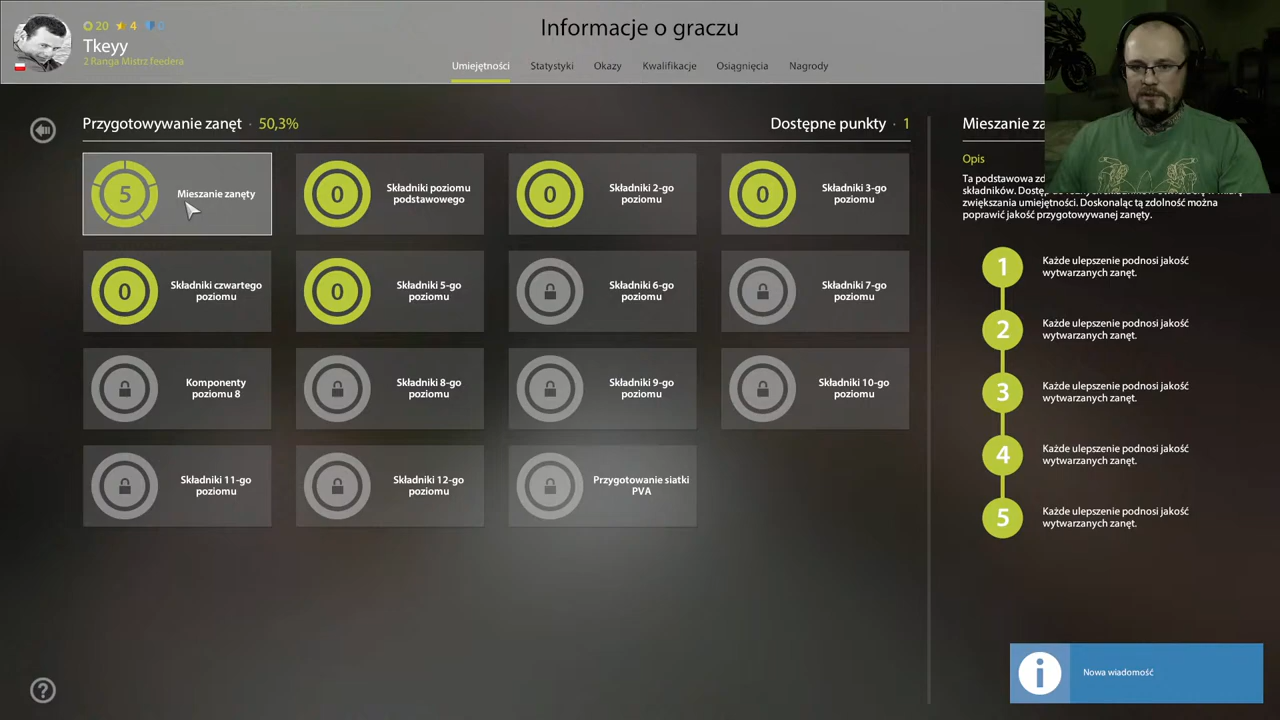 20 4 0
Tkeyy
2 Ranga Mistrz feedera
Informacje o graczu
Umiejętności Statystyki Okazy Kwalifikacje Osiągnięcia Nagrody
Przygotowywanie zanęt · 50,3%
Dostępne punkty · 1
5
Mieszanie zanęty
0
Składniki poziomu
podstawowego
0
Składniki 2-go
poziomu
0
Składniki 3-go
poziomu
0
Składniki czwartego
poziomu
0
Składniki 5-go
poziomu
Składniki 6-go
poziomu
Składniki 7-go
poziomu
Komponenty
poziomu 8
Składniki 8-go
poziomu
Składniki 9-go
poziomu
Składniki 10-go
poziomu
Składniki 11-go
poziomu
Składniki 12-go
poziomu
Przygotowanie siatki
PVA
Mieszanie
Opis
Ta podstawowa
składników.
zwiększania umiejętności. Doskonaląc tą zdolność można
poprawić jakość przygotowywanej zanęty.
1
Każde ulepszenie podnosi jakość
wytwarzanych zanęt.
2
Każde ulepszenie podnosi jakość
wytwarzanych zanęt.
3
Każde ulepszenie podnosi jakość
wytwarzanych zanęt.
4
Każde ulepszenie podnosi jakość
wytwarzanych zanęt.
5
Każde ulepszenie podnosi jakość
wytwarzanych zanęt.
i
Nowa wiadomość
?